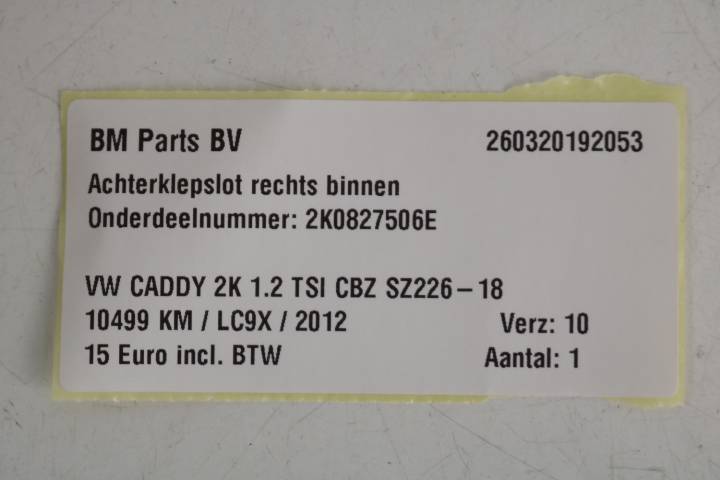 BM Parts BV 260320192053
Achterklepslot rechts binnen
Onderdeelnummer: 2K0827506E
VW CADDY 2K 1.2 TSI CBZ SZ226-18
10499 KM / LC9X / 2012 Verz: 10
15 Euro incl. BTW Aantal: 1